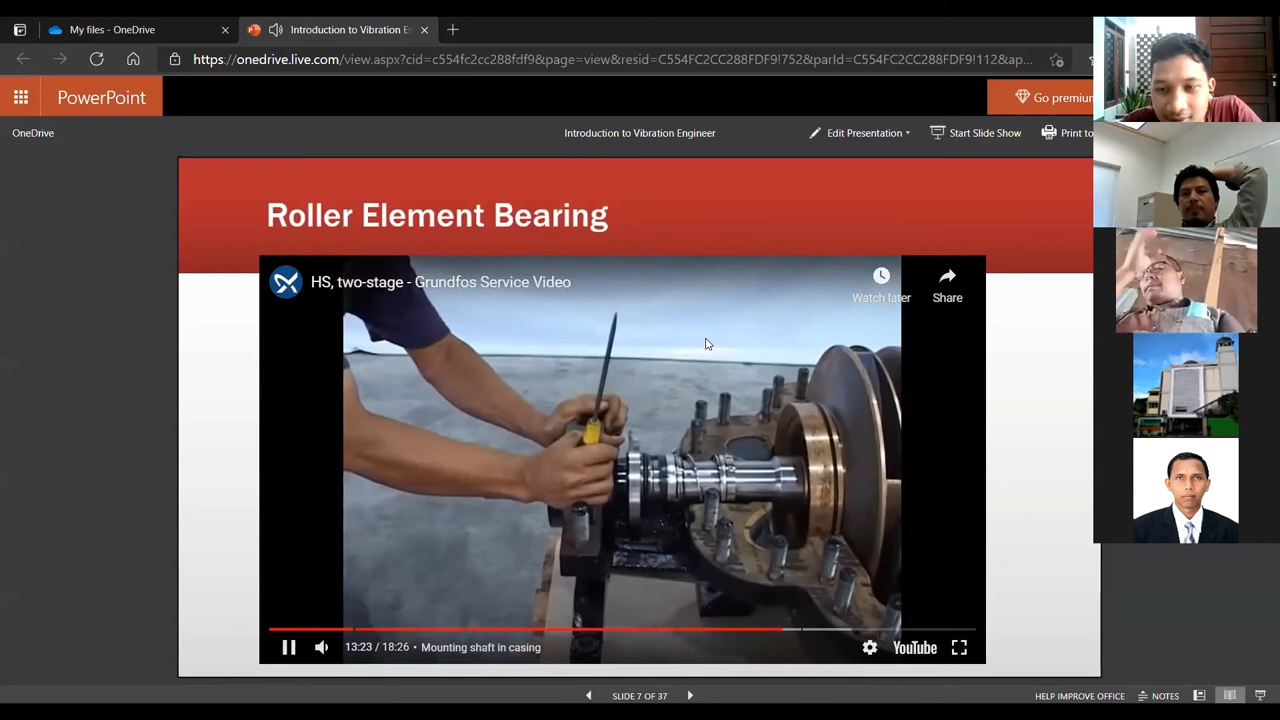 My files - OneDrive
Introduction to Vibration En
https://onedrive.live.com/view.aspx?cid=c554fc2cc288fdf9&page=view&resid=C554FC2CC288FDF9!752&parId=C554FC2CC288FDF9!112&ap...
PowerPoint
Go premium
OneDrive
Introduction to Vibration Engineer
Edit Presentation
Start Slide Show
Print to
Roller Element Bearing
HS, two-stage - Grundfos Service Video
Watch later
Share
13:23 / 18:26 • Mounting shaft in casing
YouTube
SLIDE 7 OF 37
HELP IMPROVE OFFICE
NOTES